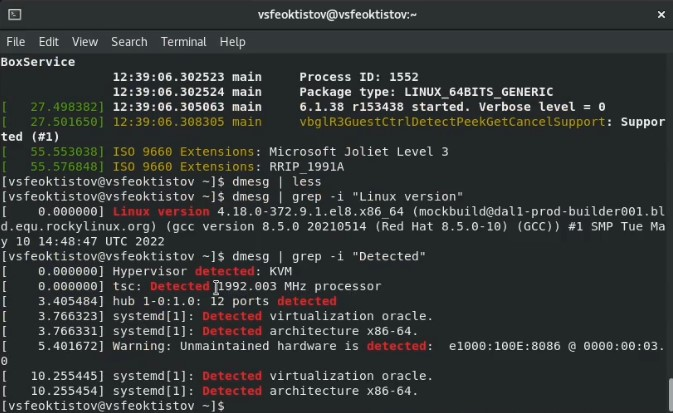 vsfeoktistov@vsfeoktistov:~
File Edit View Search Terminal Help
BoxService
12:39:06.302523 main     Process ID: 1552
12:39:06.302524 main     Package type: LINUX_64BITS_GENERIC
[   27.498382] 12:39:06.305063 main     6.1.38 r153438 started. Verbose level = 0
[   27.501650] 12:39:06.308305 main     vbglR3GuestCtrlDetectPeekGetCancelSupport: Suppor
ted (#1)
[   55.553038] ISO 9660 Extensions: Microsoft Joliet Level 3
[   55.576848] ISO 9660 Extensions: RRIP_1991A
[vsfeoktistov@vsfeoktistov ~]$ dmesg | less
[vsfeoktistov@vsfeoktistov ~]$ dmesg | grep -i "Linux version"
[    0.000000] Linux version 4.18.0-372.9.1.el8.x86_64 (mockbuild@dal1-prod-builder001.bl
d.equ.rockylinux.org) (gcc version 8.5.0 20210514 (Red Hat 8.5.0-10) (GCC)) #1 SMP Tue Ma
y 10 14:48:47 UTC 2022
[vsfeoktistov@vsfeoktistov ~]$ dmesg | grep -i "Detected"
[    0.000000] Hypervisor detected: KVM
[    0.000000] tsc: Detected 1992.003 MHz processor
[    3.405484] hub 1-0:1.0: 12 ports detected
[    3.766323] systemd[1]: Detected virtualization oracle.
[    3.766331] systemd[1]: Detected architecture x86-64.
[    5.401672] Warning: Unmaintained hardware is detected:  e1000:100E:8086 @ 0000:00:03.
0
[   10.255445] systemd[1]: Detected virtualization oracle.
[   10.255454] systemd[1]: Detected architecture x86-64.
[vsfeoktistov@vsfeoktistov ~]$